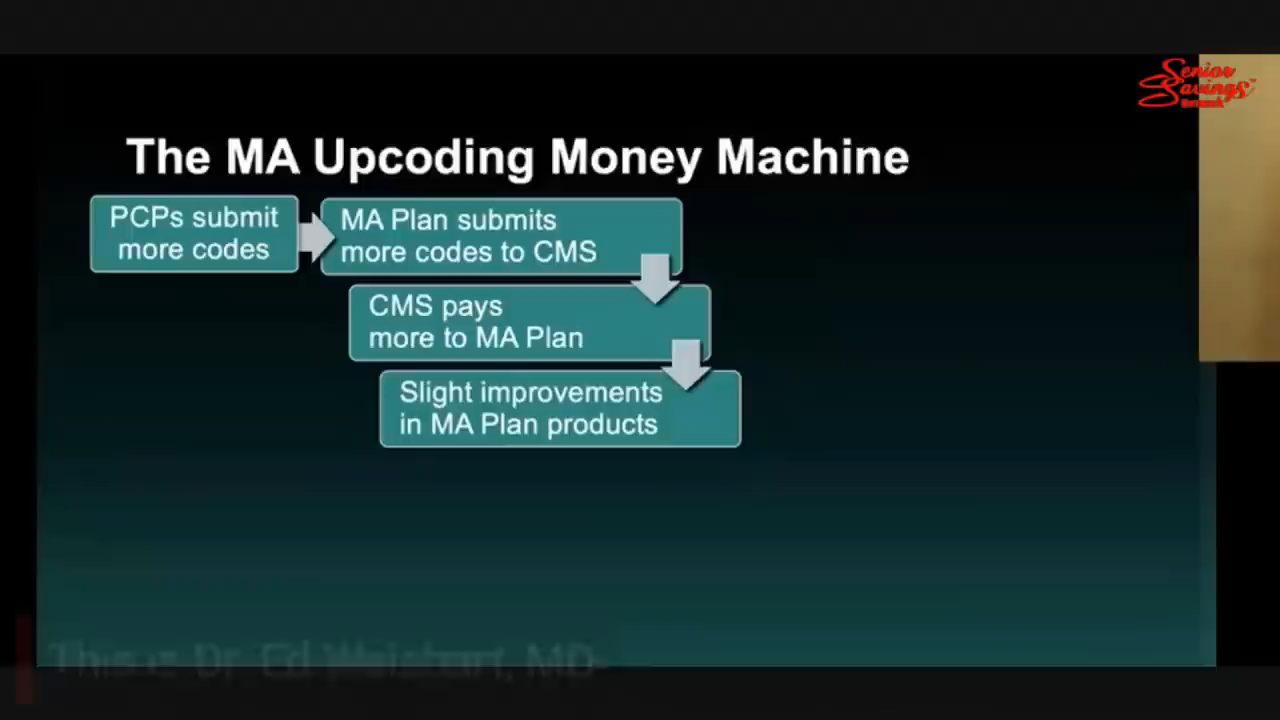 Senior
Savings
Network
The MA Upcoding Money Machine
PCPs submit
more codes
MA Plan submits
more codes to CMS
CMS pays
more to MA Plan
Slight improvements
in MA Plan products
This is Dr. Ed Weisbart, MD